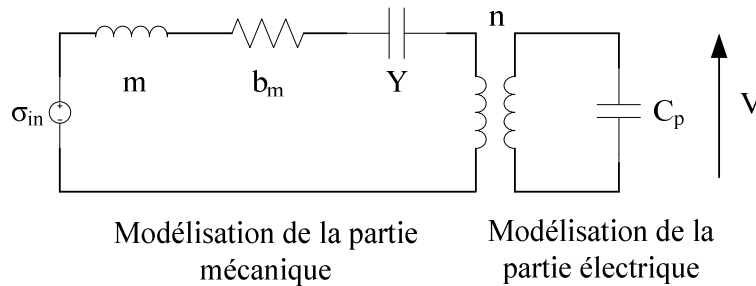 n
m
bm
Y
σin
+
−
Cp
V
Modélisation de la partie
mécanique
Modélisation de la
partie électrique